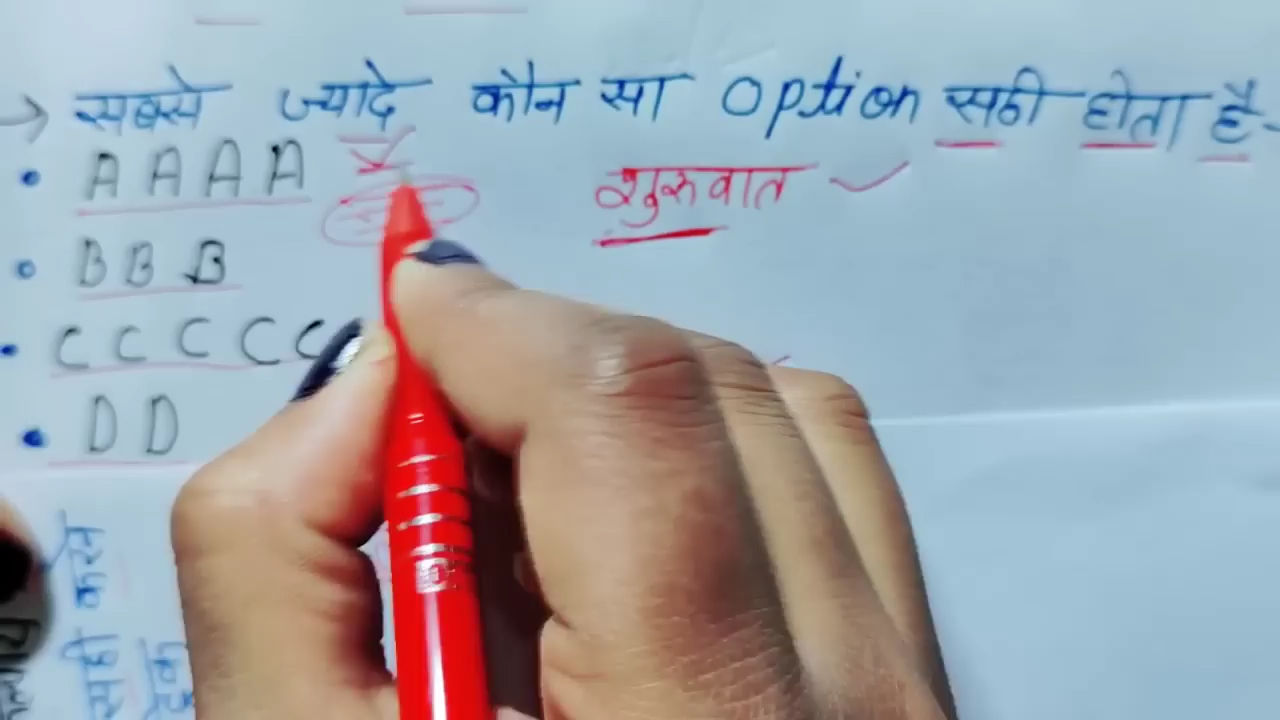 → सबसे ज्यादे कौन सा option सही होता है-
• A A A A
शुरुवात
• B B B
• C C C C C
• D D